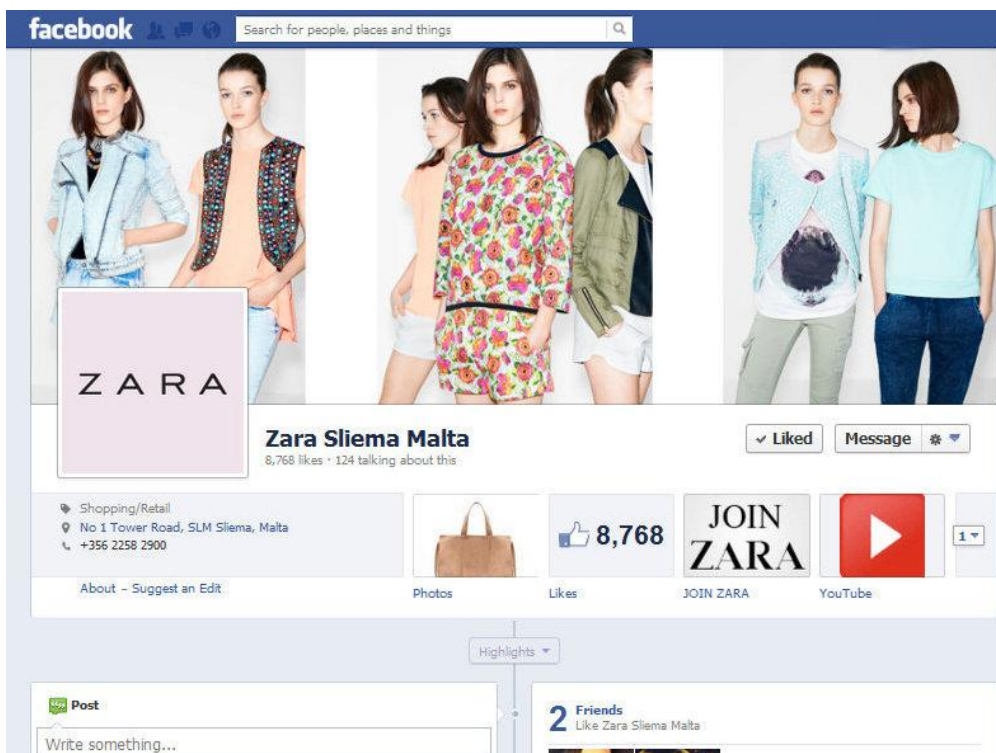 facebook
Search for people, places and things
ZARA
Zara Sliema Malta
8,768 likes · 124 talking about this
✓ Liked
Message
Shopping/Retail
No 1 Tower Road, SLM Sliema, Malta
+356 2258 2900
About – Suggest an Edit
8,768
JOIN
ZARA
1
Photos
Likes
JOIN ZARA
YouTube
Highlights
Post
Write something...
2 Friends
Like Zara Sliema Malta